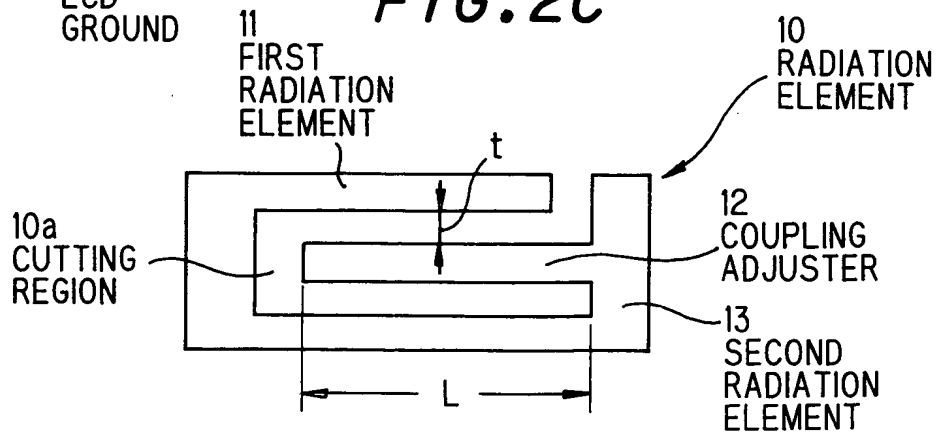 GROUND
FIG.2C
11
FIRST
RADIATION
ELEMENT
10
RADIATION
ELEMENT
t
10a
CUTTING
REGION
12
COUPLING
ADJUSTER
13
SECOND
RADIATION
ELEMENT
L